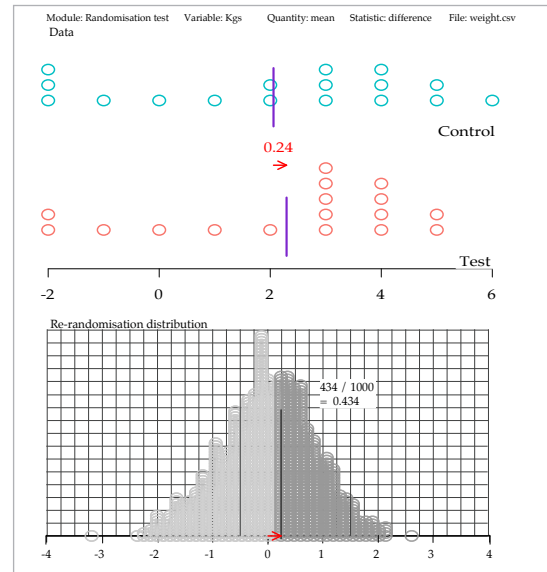 Module: Randomisation test Variable: Kgs Quantity: mean Statistic: difference File: weight.csv
Data
Control
0.24
Test
-2 0 2 4 6
Re-randomisation distribution
434 / 1000
= 0.434
-4 -3 -2 -1 0 1 2 3 4